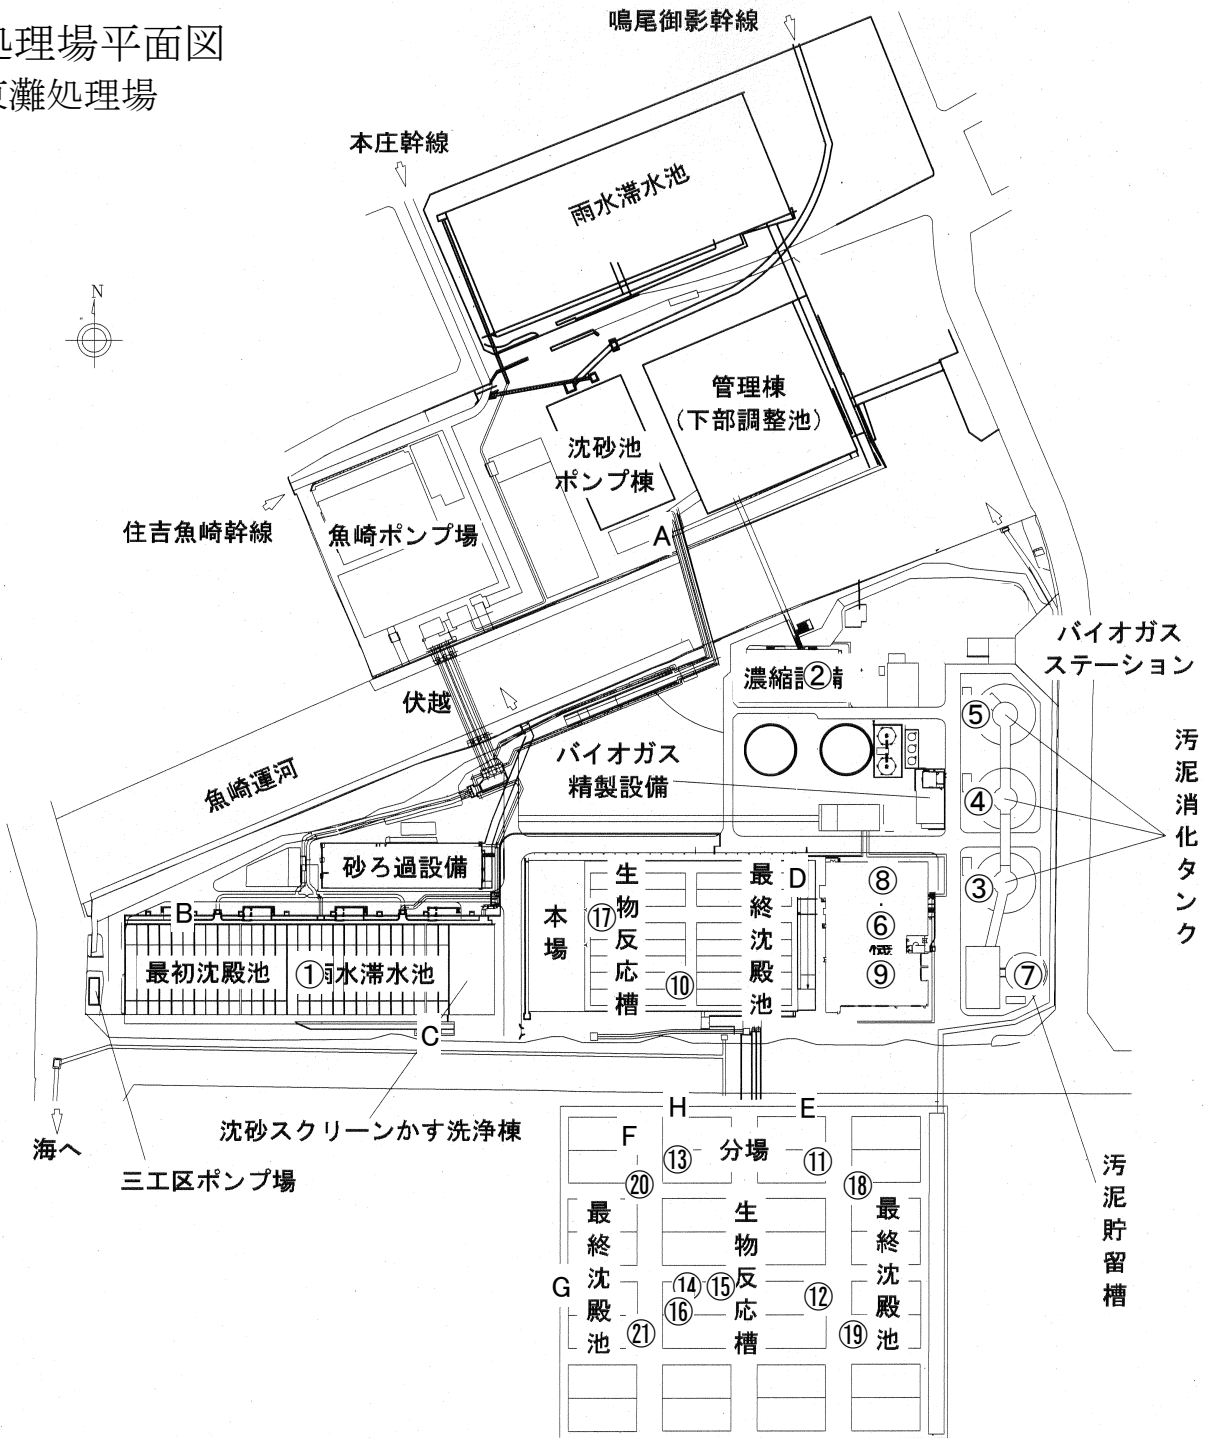 処理場平面図
東灘処理場
鳴尾御影幹線
本庄幹線
雨水滞水池
N
管理棟
(下部調整池)
沈砂池
ポンプ棟
住吉魚崎幹線
魚崎ポンプ場
A
バイオガス
ステーション
濃縮設備
②
伏越
⑤
汚泥消化タンク
バイオガス
精製設備
魚崎運河
④
砂ろ過設備
③
生物反応槽
最終沈殿池
D
⑧
⑥
⑨
本場
⑰
⑩
B
最初沈殿池
①
雨水滞水池
⑦
C
沈砂スクリーンかす洗浄棟
海へ
三工区ポンプ場
H
E
F
分場
⑬
⑪
⑳
⑱
汚泥貯留槽
最終沈殿池
生物反応槽
最終沈殿池
G
⑭
⑮
⑫
⑯
㉑
⑲